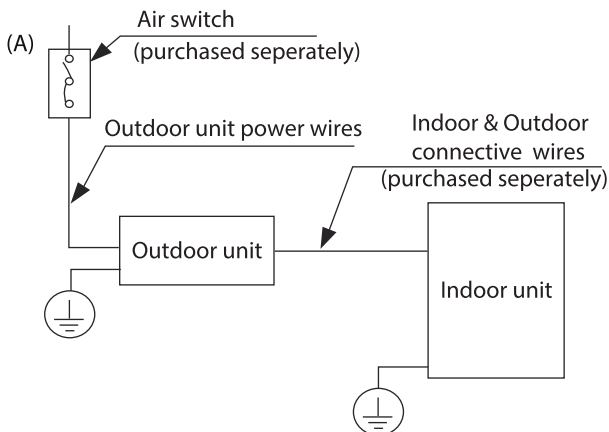 (A)
Air switch
(purchased seperately)
Outdoor unit power wires
Indoor & Outdoor
connective wires
(purchased seperately)
Outdoor unit
Indoor unit